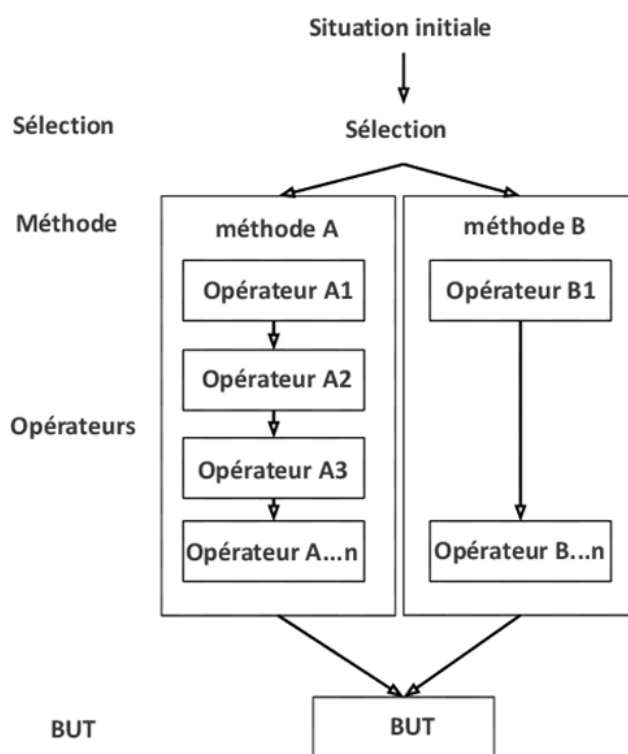 Situation initiale
Sélection
Sélection
Méthode
méthode A
méthode B
Opérateur A1
Opérateur B1
Opérateur A2
Opérateurs
Opérateur A3
Opérateur A...n
Opérateur B...n
BUT
BUT